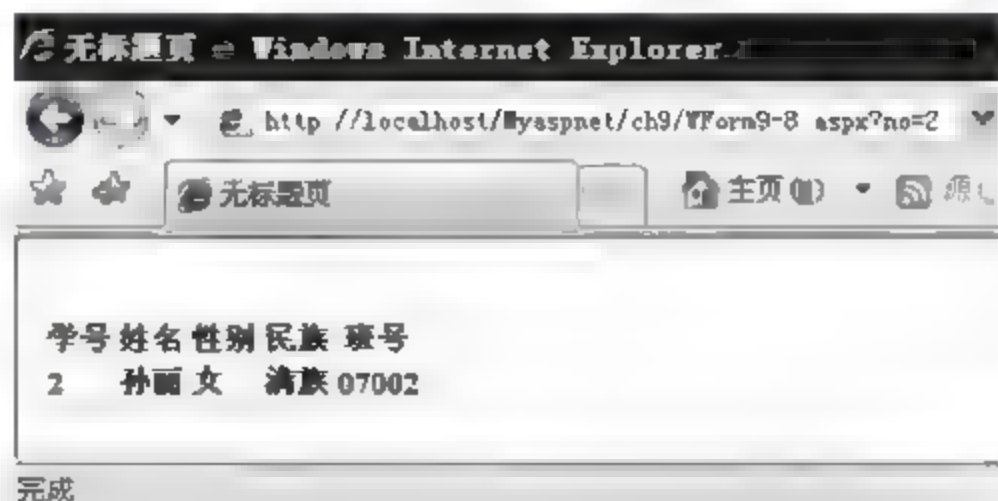 无标题页 - Windows Internet Explorer
http //localhost/Myaspnet/ch9/WForm9-8 aspx?no=2
无标题页 主页(M) 源(
学号 姓名 性别 民族 班号
2 孙丽 女 满族 07002
完成